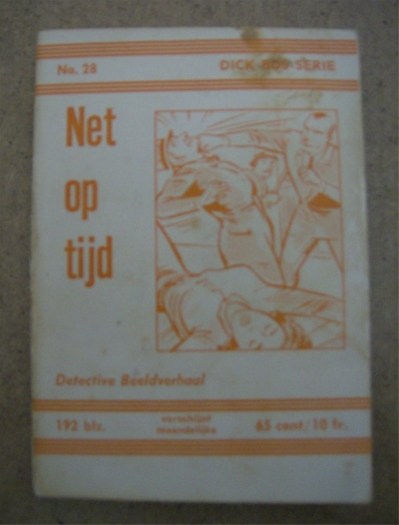 No. 28
DICK BOS-SERIE
Net
op
tijd
Detective Beeldverhaal
192 blz.
verschijnt
maandelijks
65 cent/10 fr.